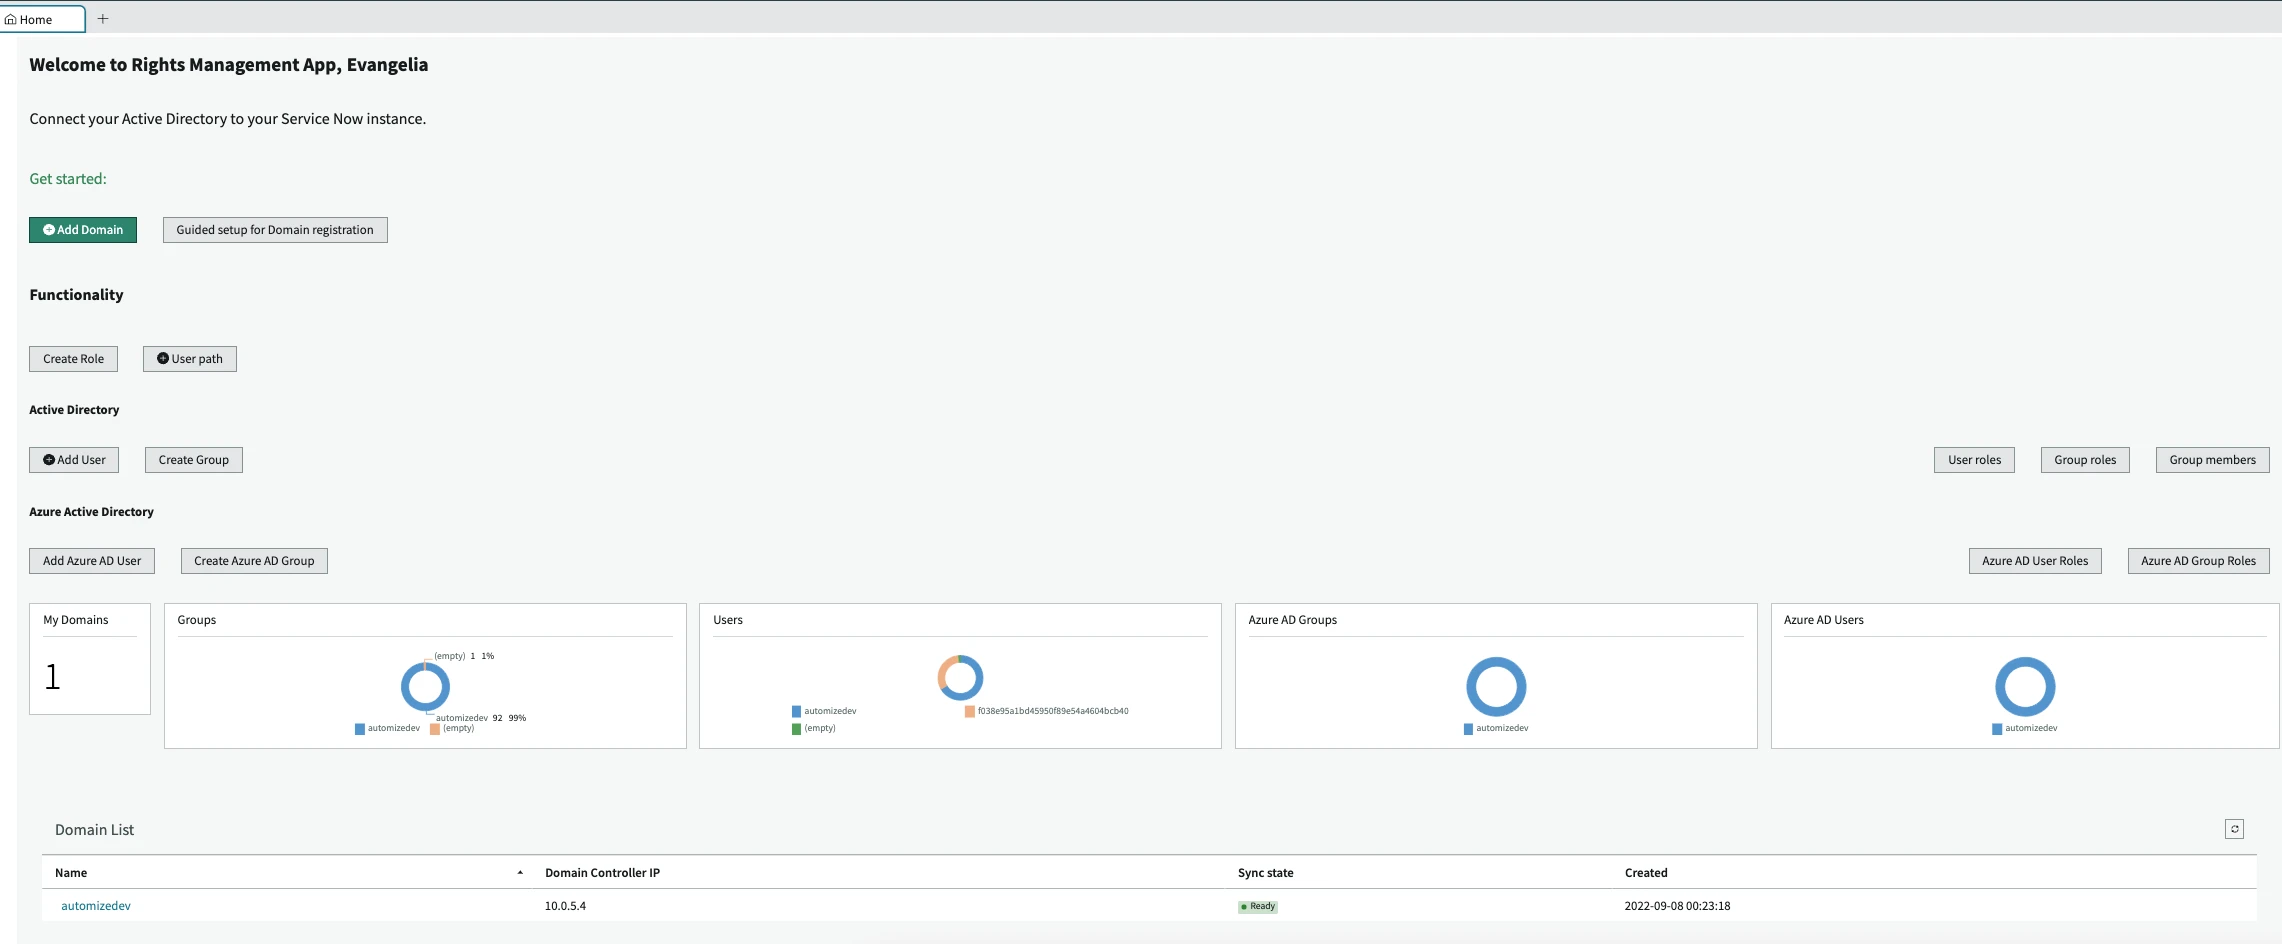 Home
Welcome to Rights Management App, Evangelia
Connect your Active Directory to your Service Now instance.
Get started:
Add Domain
Guided setup for Domain registration
Functionality
Create Role
User path
Active Directory
Add User
Create Group
User roles
Group roles
Group members
Azure Active Directory
Add Azure AD User
Create Azure AD Group
Azure AD User Roles
Azure AD Group Roles
My Domains
1
Groups
(empty) 1 1%
automizedev 92 99%
automizedev
(empty)
Users
automizedev
f038e95a1bd45950f89e54a4604bcb40
(empty)
Azure AD Groups
automizedev
Azure AD Users
automizedev
Domain List
Name Domain Controller IP Sync state Created
automizedev 10.0.5.4 Ready 2022-09-08 00:23:18